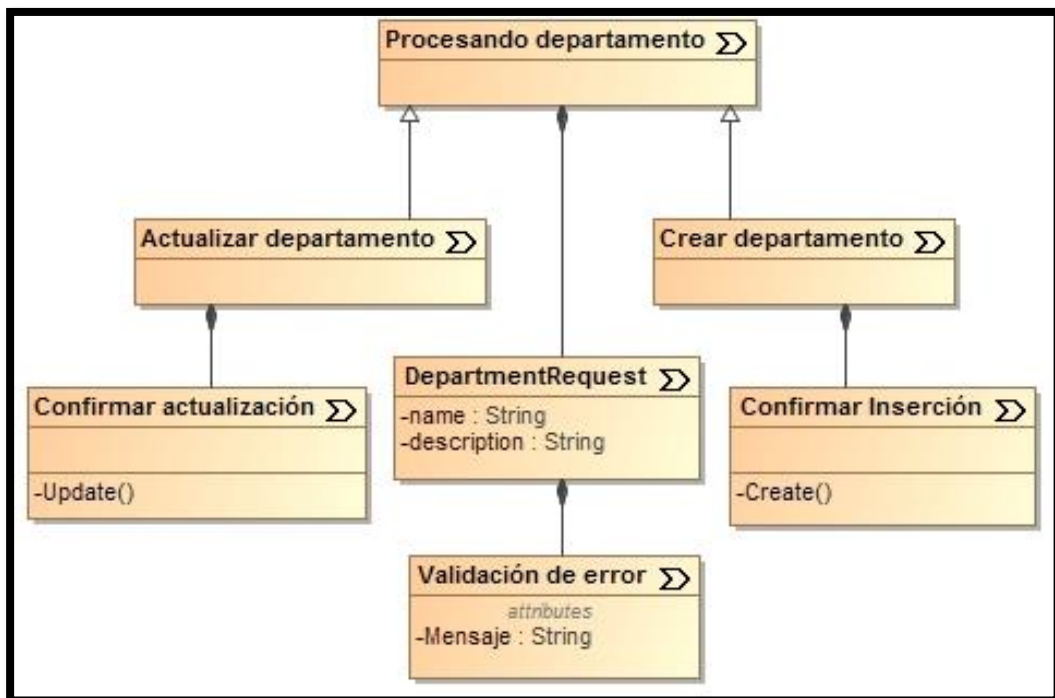 Procesando departamento
Actualizar departamento
Crear departamento
Confirmar actualización
-Update()
DepartmentRequest
-name : String
-description : String
Confirmar Inserción
-Create()
Validación de error
attributes
-Mensaje : String